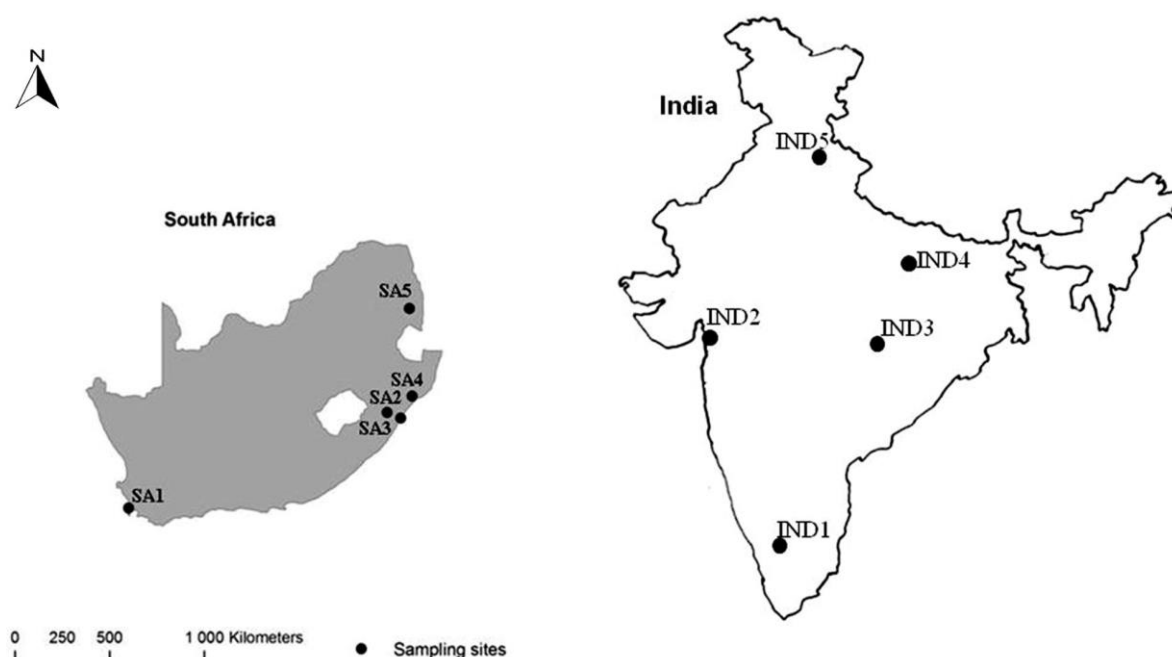 N
India
IND5
South Africa
IND4
SA5
IND2
IND3
SA4
SA2
SA3
SA1
IND1
0 250 500 1 000 Kilometers
Sampling sites